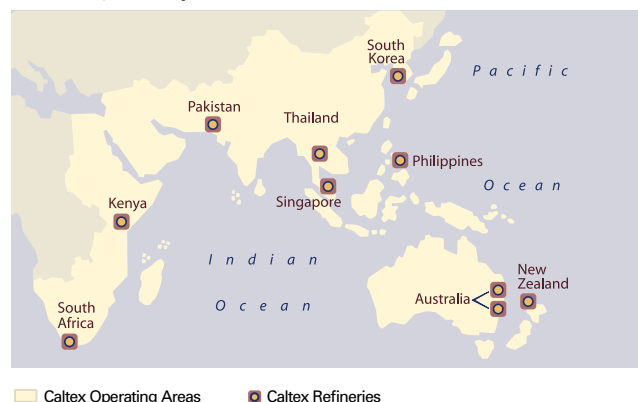 South
Korea
Pacific
Pakistan
Thailand
Philippines
Ocean
Singapore
Kenya
Indian
Ocean
New
Zealand
Australia
South
Africa
Caltex Operating Areas
Caltex Refineries